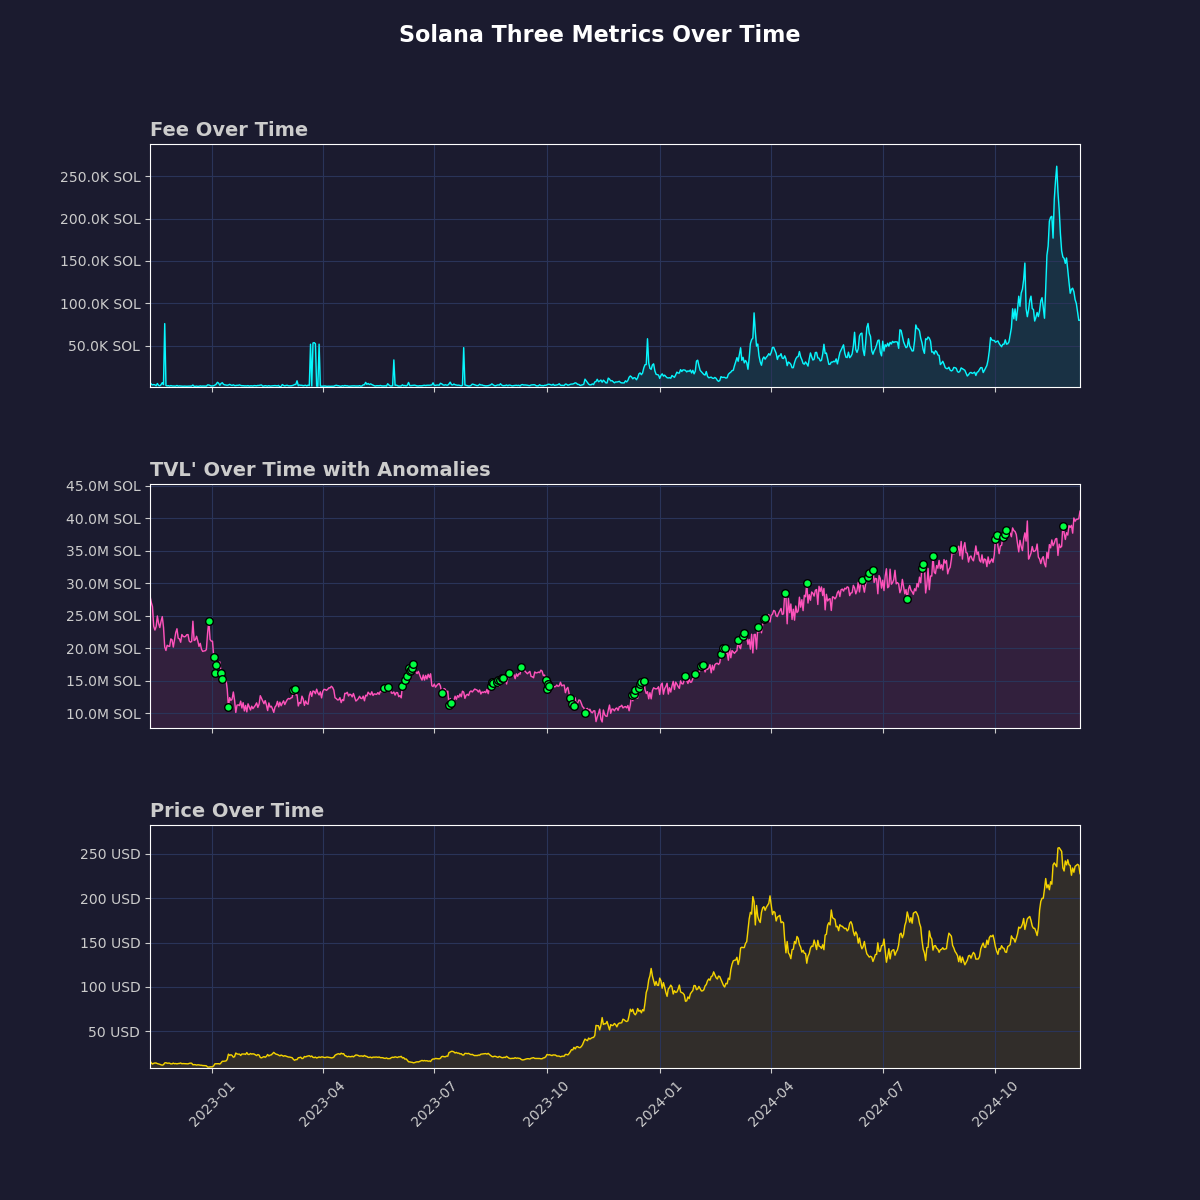 Solana Three Metrics Over Time
Fee Over Time
250.0K SOL
200.0K SOL
150.0K SOL
100.0K SOL
50.0K SOL
TVL' Over Time with Anomalies
45.0M SOL
40.0M SOL
35.0M SOL
30.0M SOL
25.0M SOL
20.0M SOL
15.0M SOL
10.0M SOL
Price Over Time
250 USD
200 USD
150 USD
100 USD
50 USD
2023-01
2023-04
2023-07
2023-10
2024-01
2024-04
2024-07
2024-10